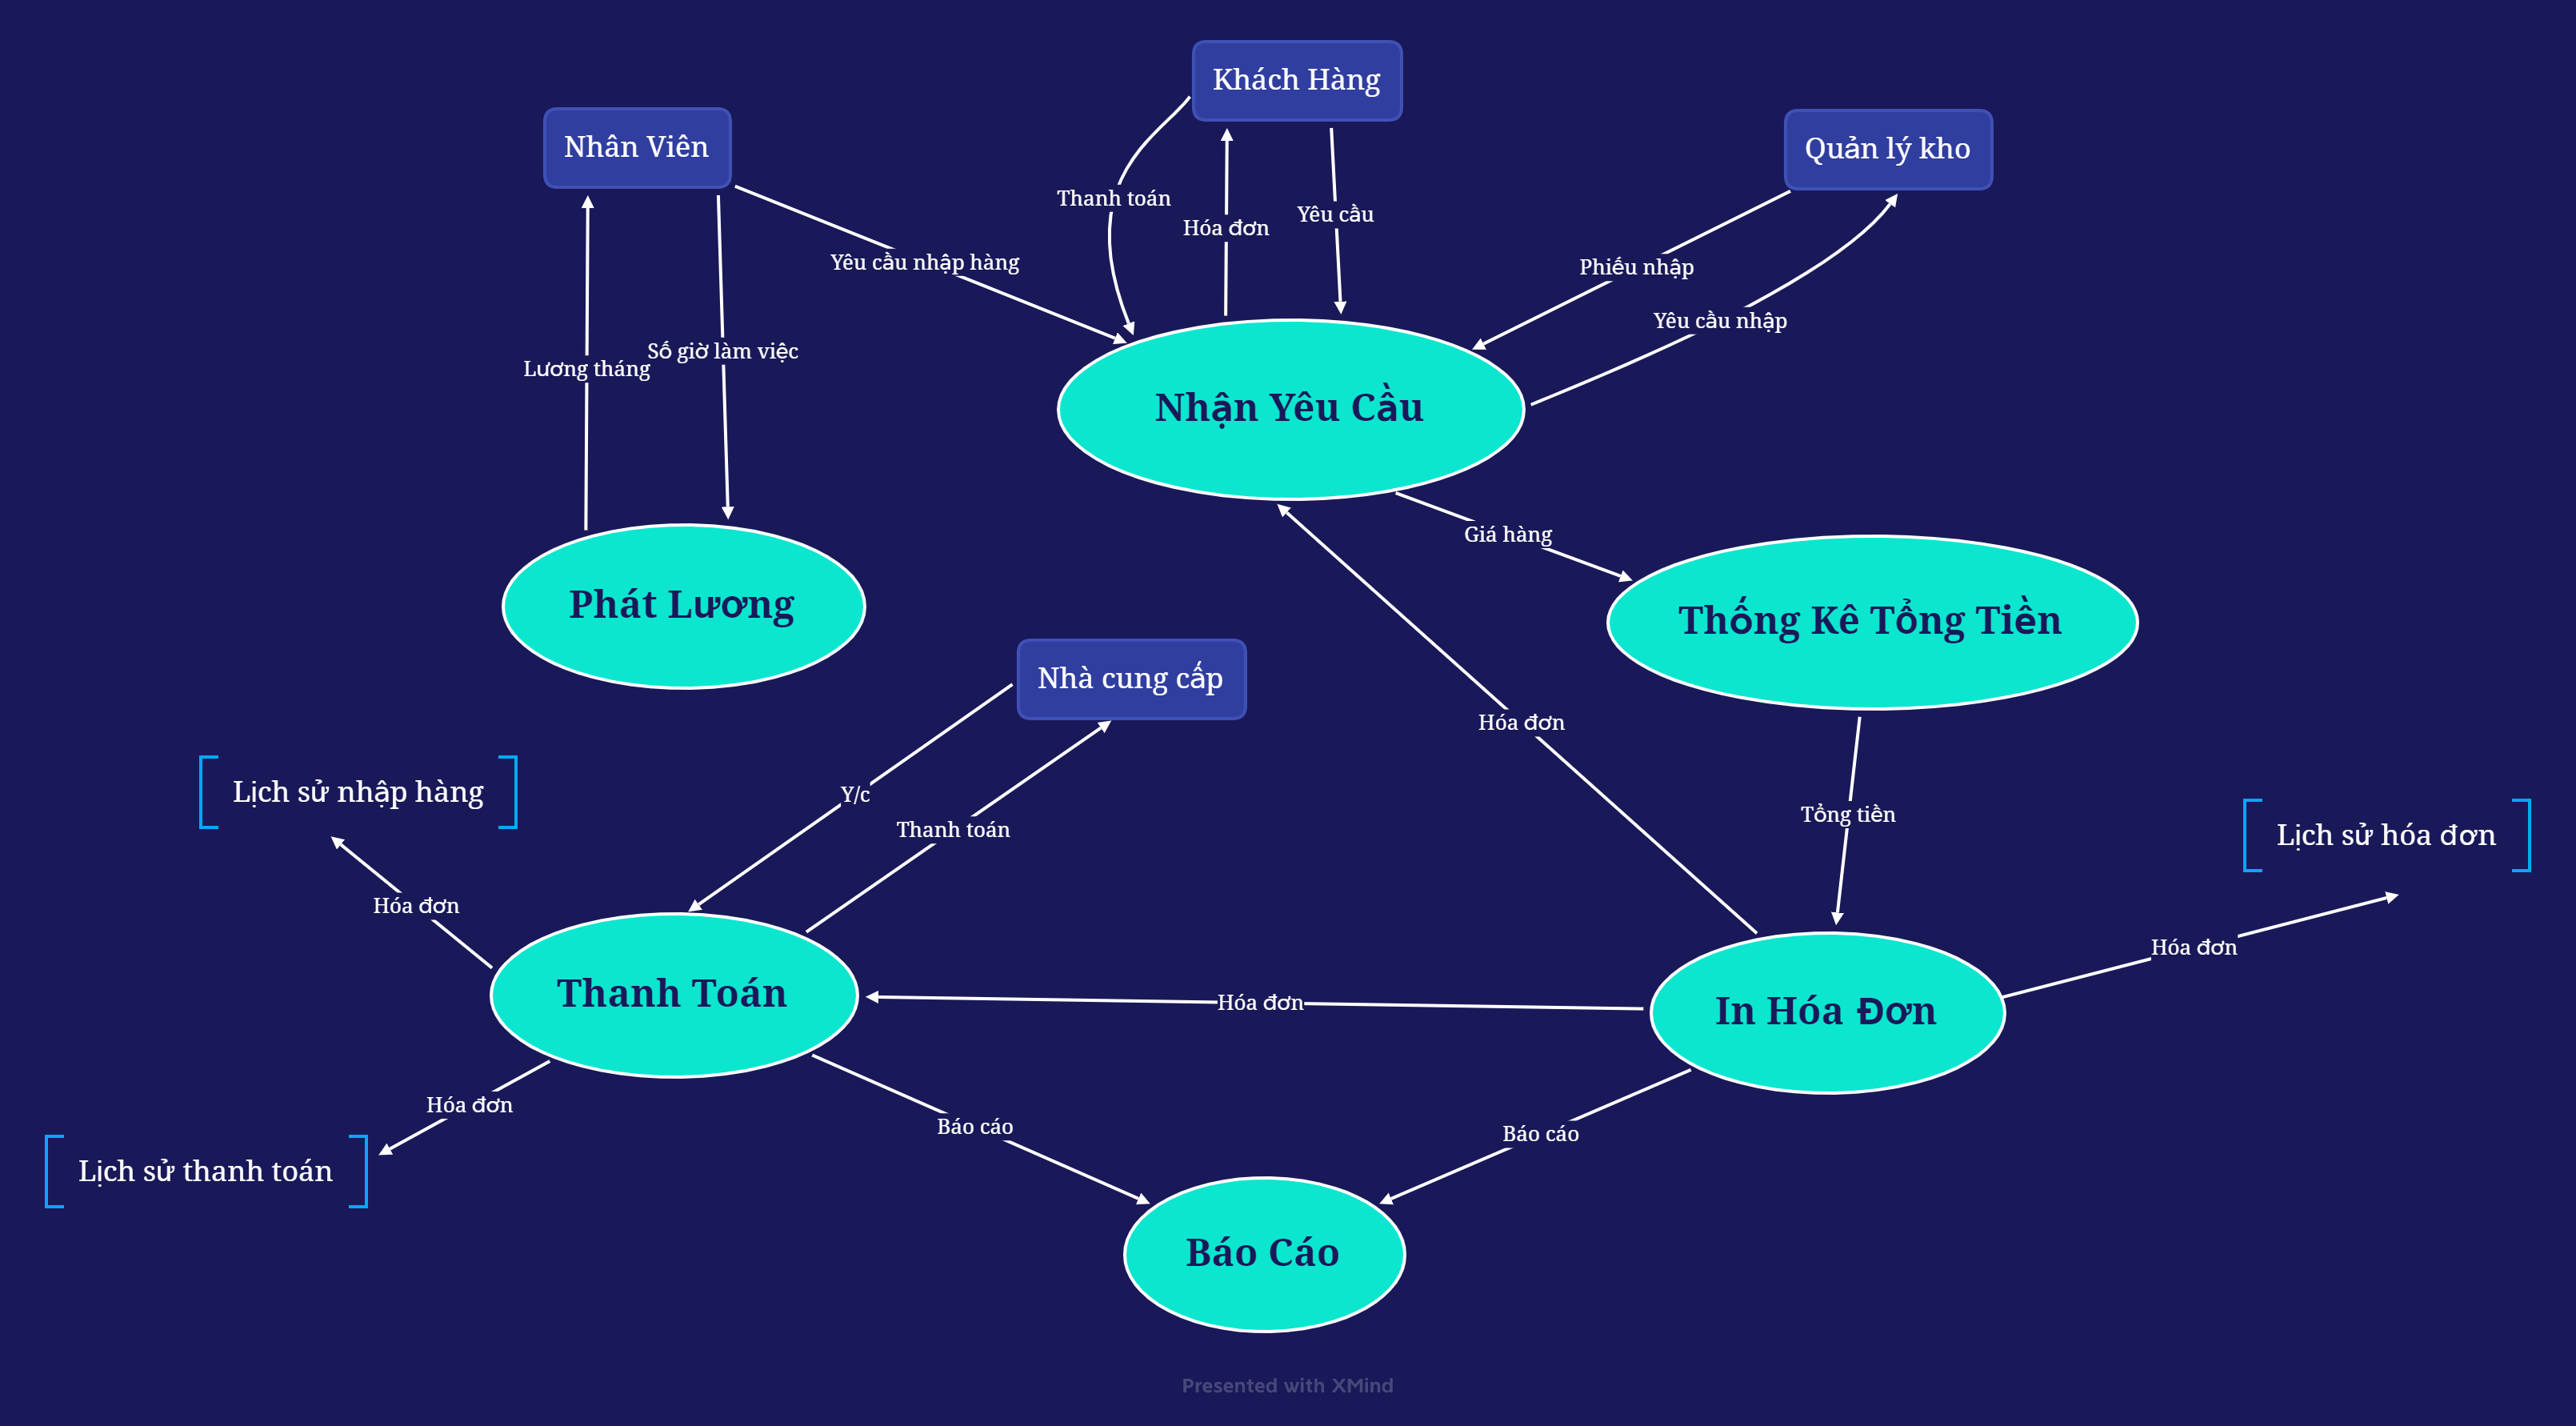 Khách Hàng
Nhân Viên
Quản lý kho
Thanh toán
Hóa đơn
Yêu cầu
Yêu cầu nhập hàng
Phiếu nhập
Yêu cầu nhập
Lương tháng
Số giờ làm việc
Nhận Yêu Cầu
Giá hàng
Phát Lương
Thống Kê Tổng Tiền
Nhà cung cấp
Hóa đơn
Lịch sử nhập hàng
Y/c
Thanh toán
Tổng tiền
Lịch sử hóa đơn
Hóa đơn
Hóa đơn
Thanh Toán
Hóa đơn
In Hóa Đơn
Hóa đơn
Báo cáo
Báo cáo
Lịch sử thanh toán
Báo Cáo
Presented with XMind